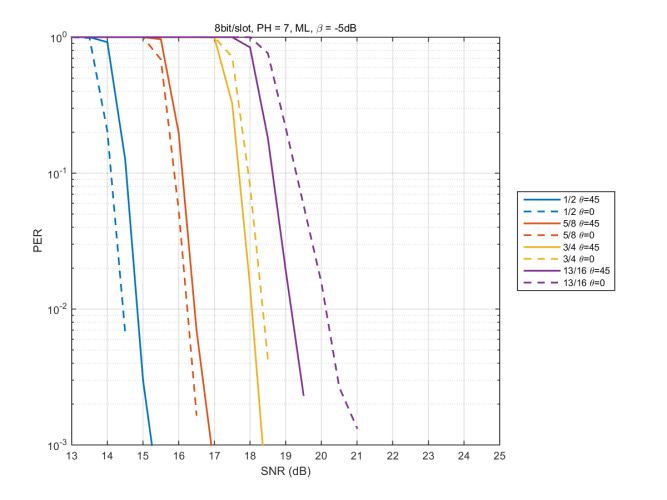 8bit/slot, PH = 7, ML, β = -5dB
10^0
10^-1
10^-2
10^-3
PER
13 14 15 16 17 18 19 20 21 22 23 24 25
SNR (dB)
1/2 θ=45
1/2 θ=0
5/8 θ=45
5/8 θ=0
3/4 θ=45
3/4 θ=0
13/16 θ=45
13/16 θ=0